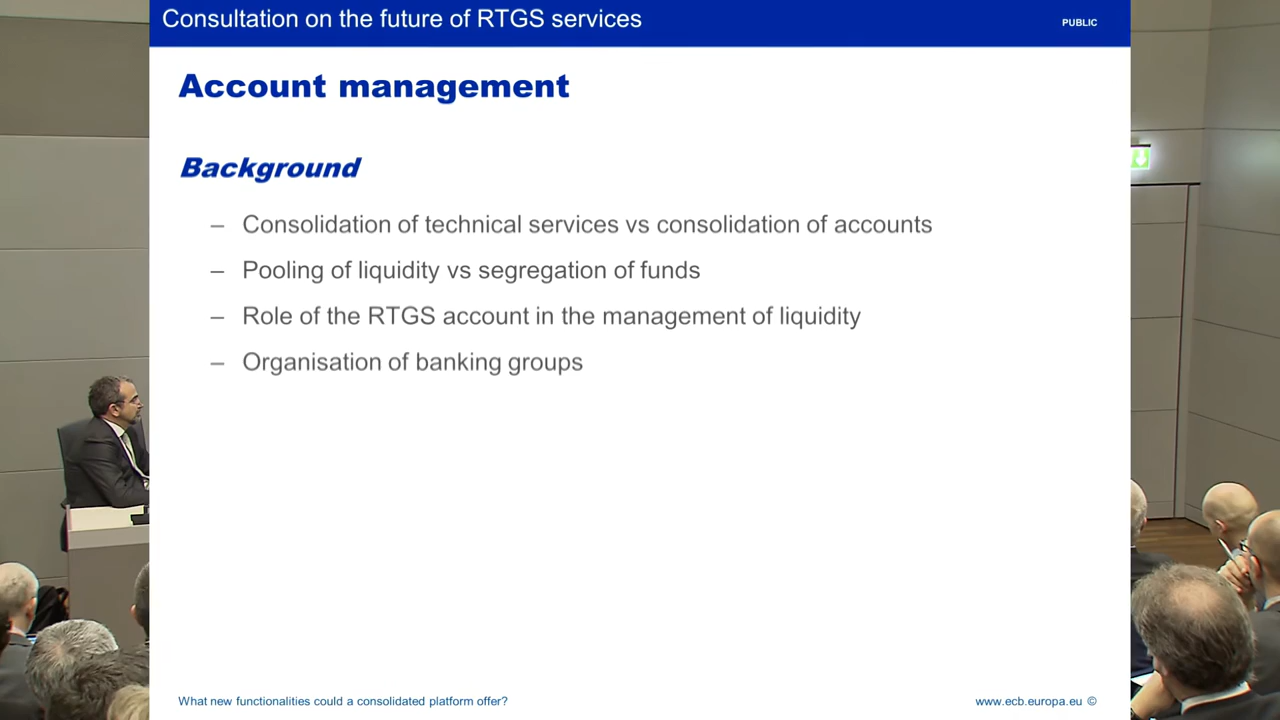 Consultation on the future of RTGS services
PUBLIC
Account management
Background
– Consolidation of technical services vs consolidation of accounts
– Pooling of liquidity vs segregation of funds
– Role of the RTGS account in the management of liquidity
– Organisation of banking groups
What new functionalities could a consolidated platform offer?
www.ecb.europa.eu ©